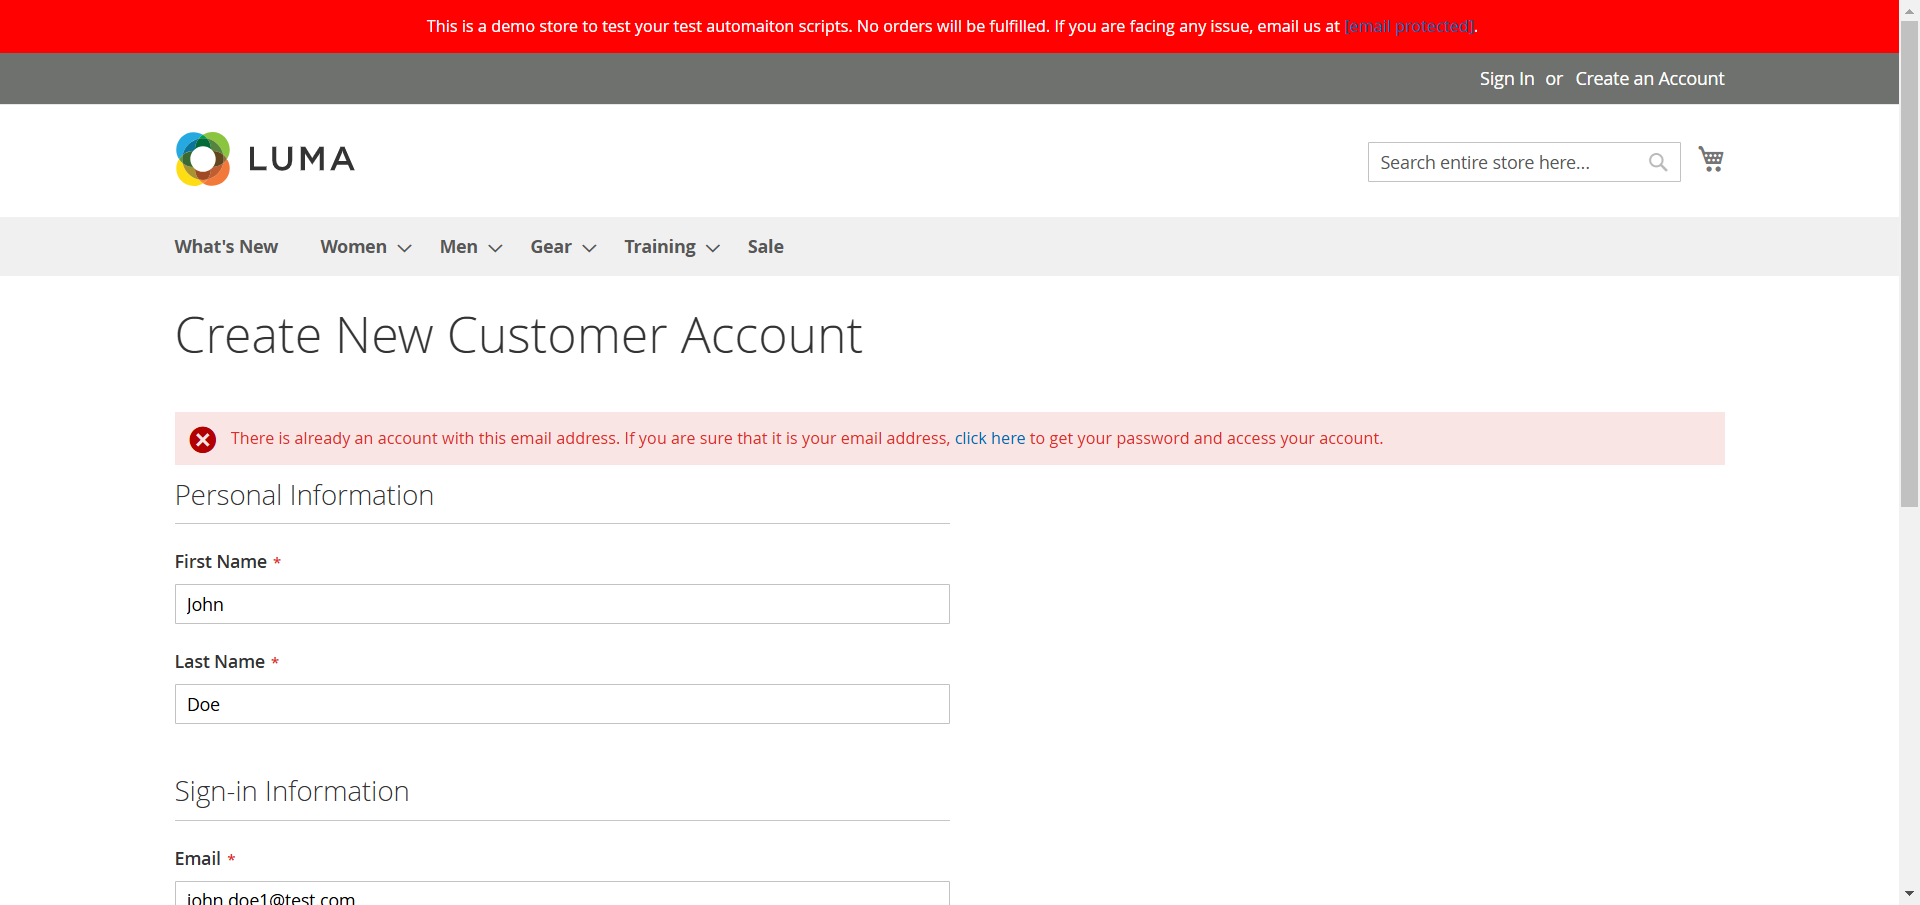 This is a demo store to test your test automaiton scripts. No orders will be fulfilled. If you are facing any issue, email us at [email protected].
Sign In or Create an Account
LUMA
Search entire store here...
What's New Women Men Gear Training Sale
Create New Customer Account
There is already an account with this email address. If you are sure that it is your email address, click here to get your password and access your account.
Personal Information
First Name *
John
Last Name *
Doe
Sign-in Information
Email *
john.doe1@test.com